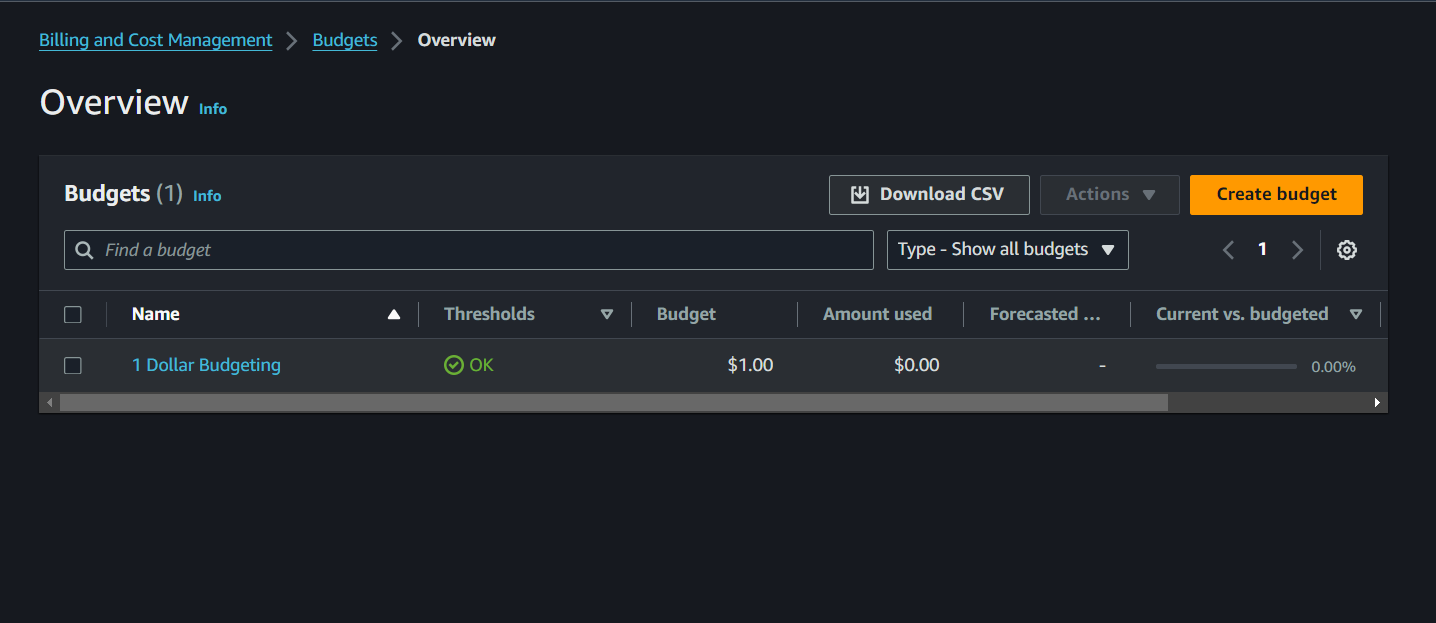 Billing and Cost Management > Budgets > Overview
Overview Info
Budgets (1) Info Download CSV Actions Create budget
Find a budget Type - Show all budgets 1
Name Thresholds Budget Amount used Forecasted ... Current vs. budgeted
1 Dollar Budgeting OK $1.00 $0.00 - 0.00%